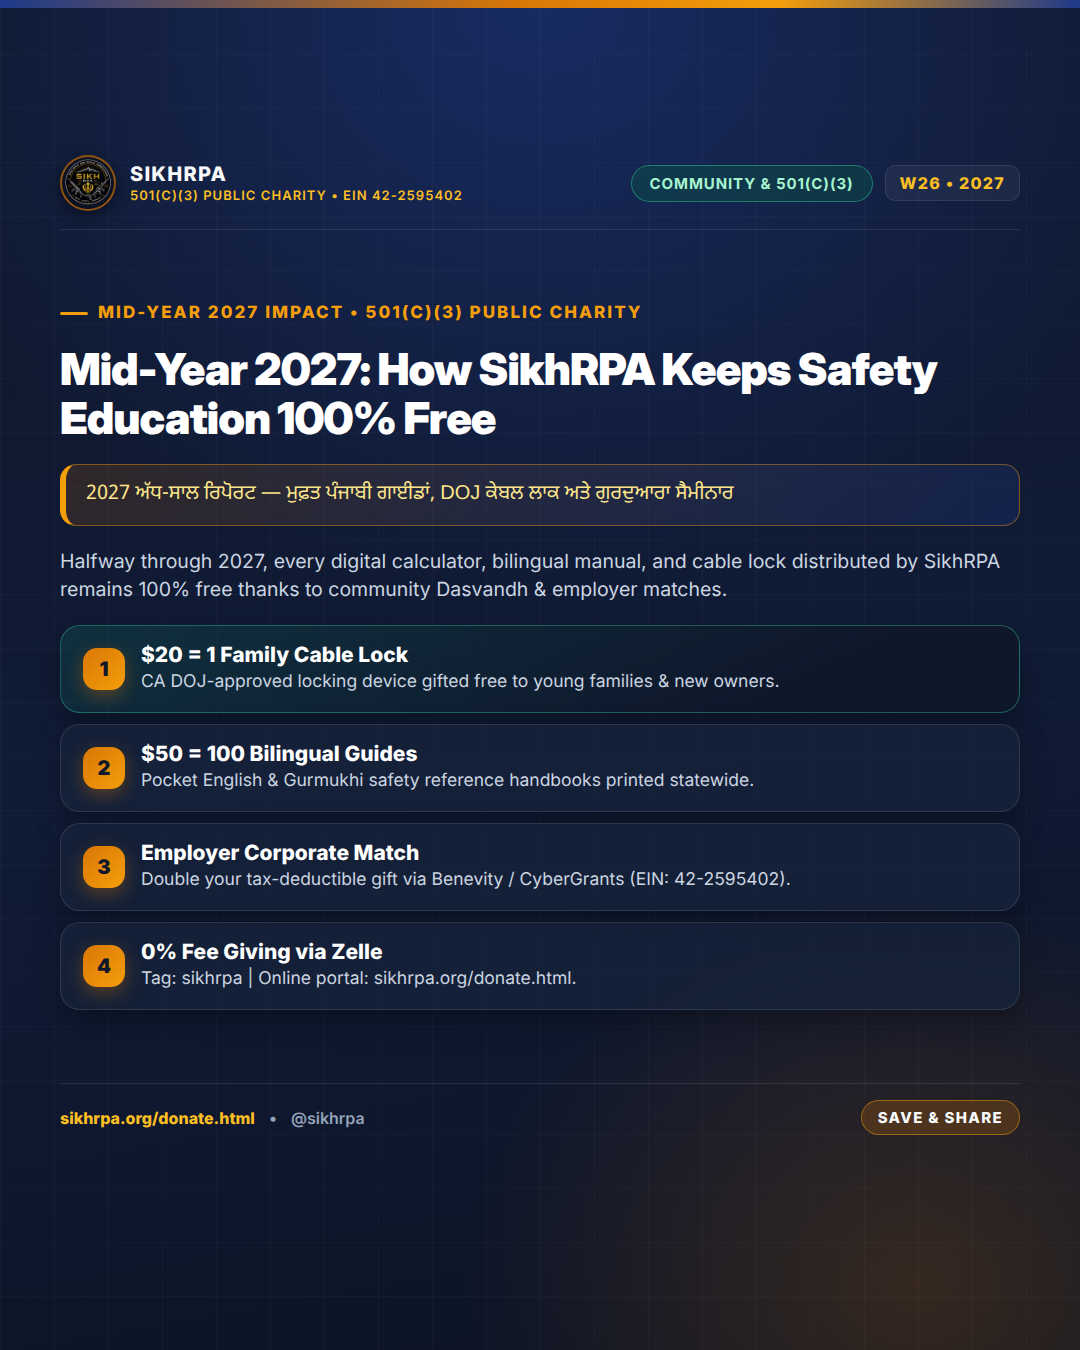 SIKH
SIKHRPA
501(C)(3) PUBLIC CHARITY • EIN 42-2595402
COMMUNITY & 501(C)(3)
W26 • 2027
MID-YEAR 2027 IMPACT • 501(C)(3) PUBLIC CHARITY
Mid-Year 2027: How SikhRPA Keeps Safety
Education 100% Free
2027 ਅੱਧ-ਸਾਲ ਰਿਪੋਰਟ — ਮੁਫ਼ਤ ਪੰਜਾਬੀ ਗਾਈਡਾਂ, DOJ ਕੇਬਲ ਲਾਕ ਅਤੇ ਗੁਰਦੁਆਰਾ ਸੈਮੀਨਾਰ
Halfway through 2027, every digital calculator, bilingual manual, and cable lock distributed by SikhRPA
remains 100% free thanks to community Dasvandh & employer matches.
1
$20 = 1 Family Cable Lock
CA DOJ-approved locking device gifted free to young families & new owners.
2
$50 = 100 Bilingual Guides
Pocket English & Gurmukhi safety reference handbooks printed statewide.
3
Employer Corporate Match
Double your tax-deductible gift via Benevity / CyberGrants (EIN: 42-2595402).
4
0% Fee Giving via Zelle
Tag: sikhrpa | Online portal: sikhrpa.org/donate.html.
sikhrpa.org/donate.html • @sikhrpa
SAVE & SHARE